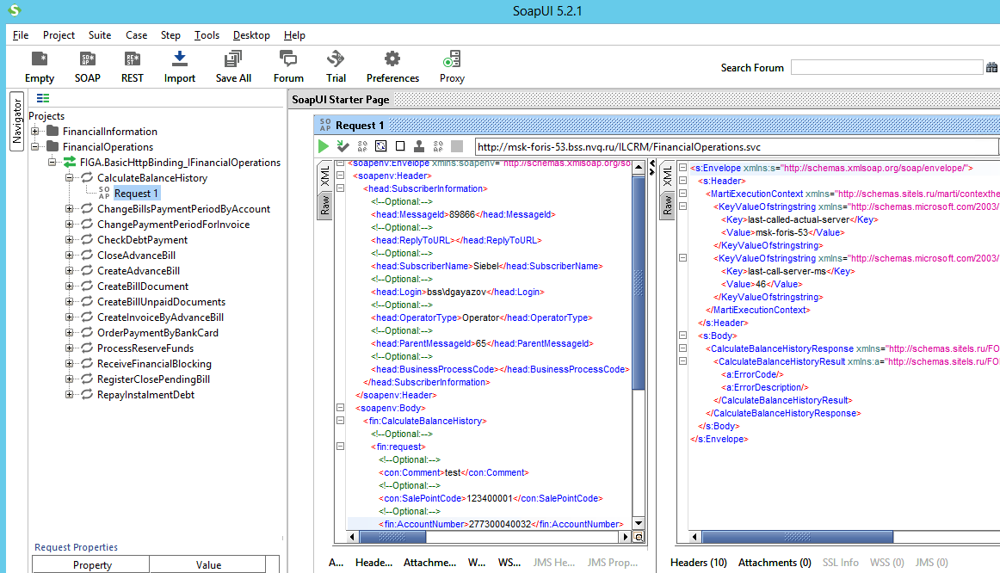 SoapUI 5.2.1
File Project Suite Case Step Tools Desktop Help
Empty SOAP REST Import Save All Forum Trial Preferences Proxy Search Forum
Navigator
Projects
FinancialInformation
FinancialOperations
FIGA.BasicHttpBinding_IFinancialOperations
CalculateBalanceHistory
Request 1
ChangeBillsPaymentPeriodByAccount
ChangePaymentPeriodForInvoice
CheckDebtPayment
CloseAdvanceBill
CreateAdvanceBill
CreateBillDocument
CreateBillUnpaidDocuments
CreateInvoiceByAdvanceBill
OrderPaymentByBankCard
ProcessReserveFunds
ReceiveFinancialBlocking
RegisterClosePendingBill
RepayInstalmentDebt
Request Properties
Property Value
SoapUI Starter Page
Request 1
http://msk-foris-53.bss.nvq.ru/ILCRM/FinancialOperations.svc
XML
Raw
<soapenv:Envelope xmlns:soapenv="http://schemas.xmlsoap.org/so
<soapenv:Header>
<head:SubscriberInformation>
<!--Optional:-->
<head:MessageId>89866</head:MessageId>
<!--Optional:-->
<head:ReplyToURL></head:ReplyToURL>
<!--Optional:-->
<head:SubscriberName>Siebel</head:SubscriberName>
<!--Optional:-->
<head:Login>bss\dgayazov</head:Login>
<!--Optional:-->
<head:OperatorType>Operator</head:OperatorType>
<!--Optional:-->
<head:ParentMessageId>65</head:ParentMessageId>
<!--Optional:-->
<head:BusinessProcessCode></head:BusinessProcessCode>
</head:SubscriberInformation>
</soapenv:Header>
<soapenv:Body>
<fin:CalculateBalanceHistory>
<!--Optional:-->
<fin:request>
<!--Optional:-->
<con:Comment>test</con:Comment>
<!--Optional:-->
<con:SalePointCode>123400001</con:SalePointCode>
<!--Optional:-->
<fin:AccountNumber>277300040032</fin:AccountNumber>
A... Heade... Attachme... W... WS... JMS He... JMS Prop...
XML
Raw
<s:Envelope xmlns:s="http://schemas.xmlsoap.org/soap/envelope/">
<s:Header>
<MartiExecutionContext xmlns="http://schemas.sitels.ru/marti/contexthe
<KeyValueOfstringstring xmlns="http://schemas.microsoft.com/2003/
<Key>last-called-actual-server</Key>
<Value>msk-foris-53</Value>
</KeyValueOfstringstring>
<KeyValueOfstringstring xmlns="http://schemas.microsoft.com/2003/
<Key>last-call-server-ms</Key>
<Value>46</Value>
</KeyValueOfstringstring>
</MartiExecutionContext>
</s:Header>
<s:Body>
<CalculateBalanceHistoryResponse xmlns="http://schemas.sitels.ru/FO
<CalculateBalanceHistoryResult xmlns:a="http://schemas.sitels.ru/FO
<a:ErrorCode/>
<a:ErrorDescription/>
</CalculateBalanceHistoryResult>
</CalculateBalanceHistoryResponse>
</s:Body>
</s:Envelope>
Headers (10) Attachments (0) SSL Info WSS (0) JMS (0)